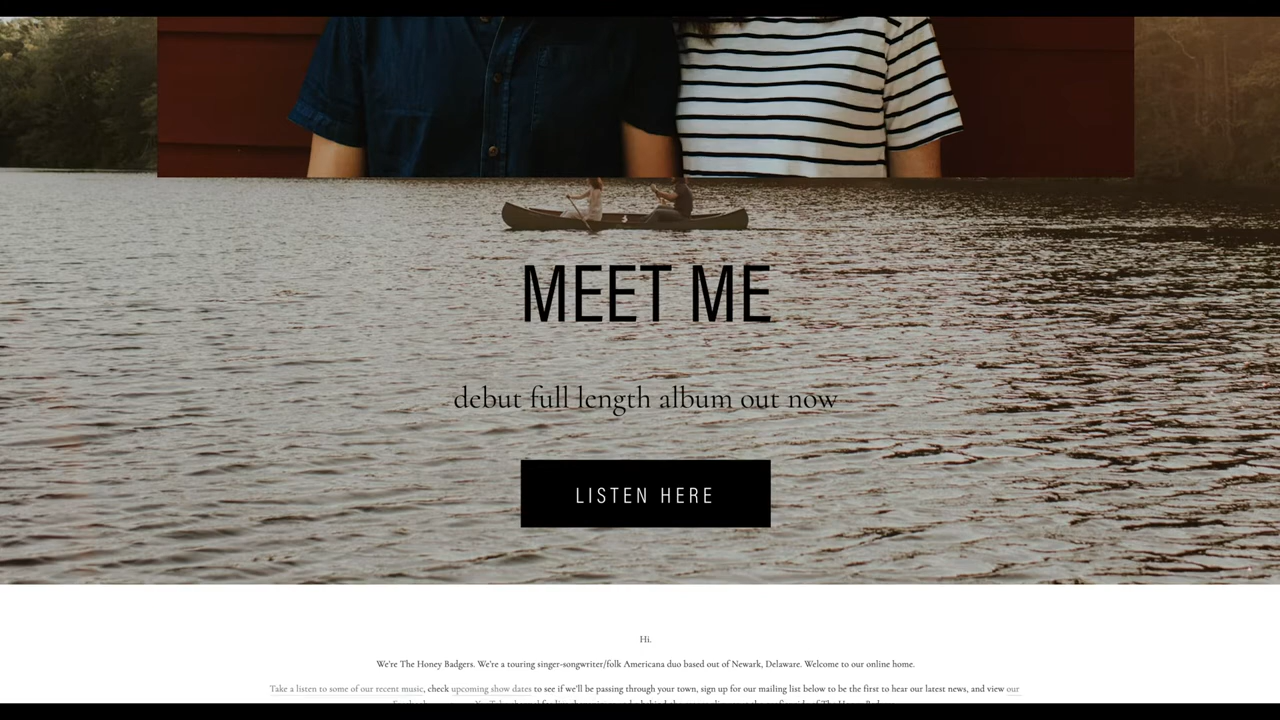 MEET ME
debut full length album out now
LISTEN HERE
Hi.
We're The Honey Badgers. We're a touring singer-songwriter/folk Americana duo based out of Newark, Delaware. Welcome to our online home.
Take a listen to some of our recent music, check upcoming show dates to see if we'll be passing through your town, sign up for our mailing list below to be the first to hear our latest news, and view our